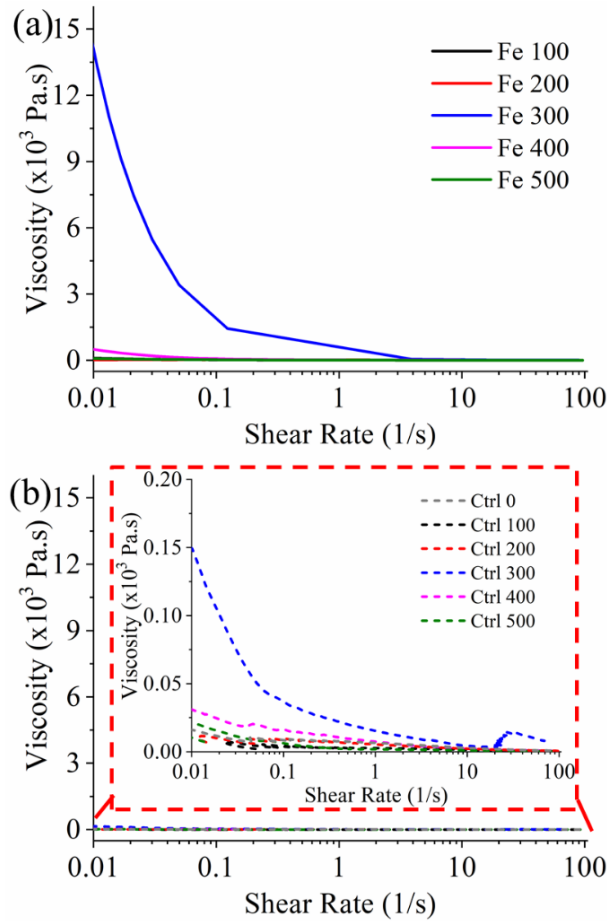 (a)
15
12
9
6
3
0
Viscosity (x10³ Pa.s)
Fe 100
Fe 200
Fe 300
Fe 400
Fe 500
0.01 0.1 1 10 100
Shear Rate (1/s)
(b)
15
12
9
6
3
0
Viscosity (x10³ Pa.s)
0.20
0.15
0.10
0.05
0.00
Viscosity (x10³ Pa.s)
Ctrl 0
Ctrl 100
Ctrl 200
Ctrl 300
Ctrl 400
Ctrl 500
0.01 0.1 1 10 100
Shear Rate (1/s)
0.01 0.1 1 10 100
Shear Rate (1/s)